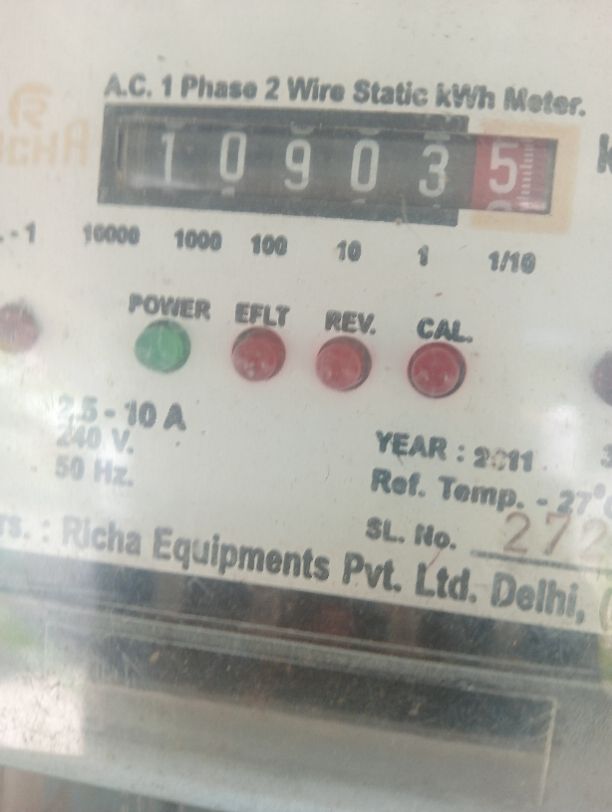 A.C. 1 Phase 2 Wire Static kWh Meter.
1 0 9 0 3 5
10000 1000 100 10 1 1/10
POWER EFLT REV. CAL.
2.5 - 10 A
240 V.
50 Hz.
YEAR : 2011
Ref. Temp. - 27°
SL. No. 272
Richa Equipments Pvt. Ltd. Delhi,